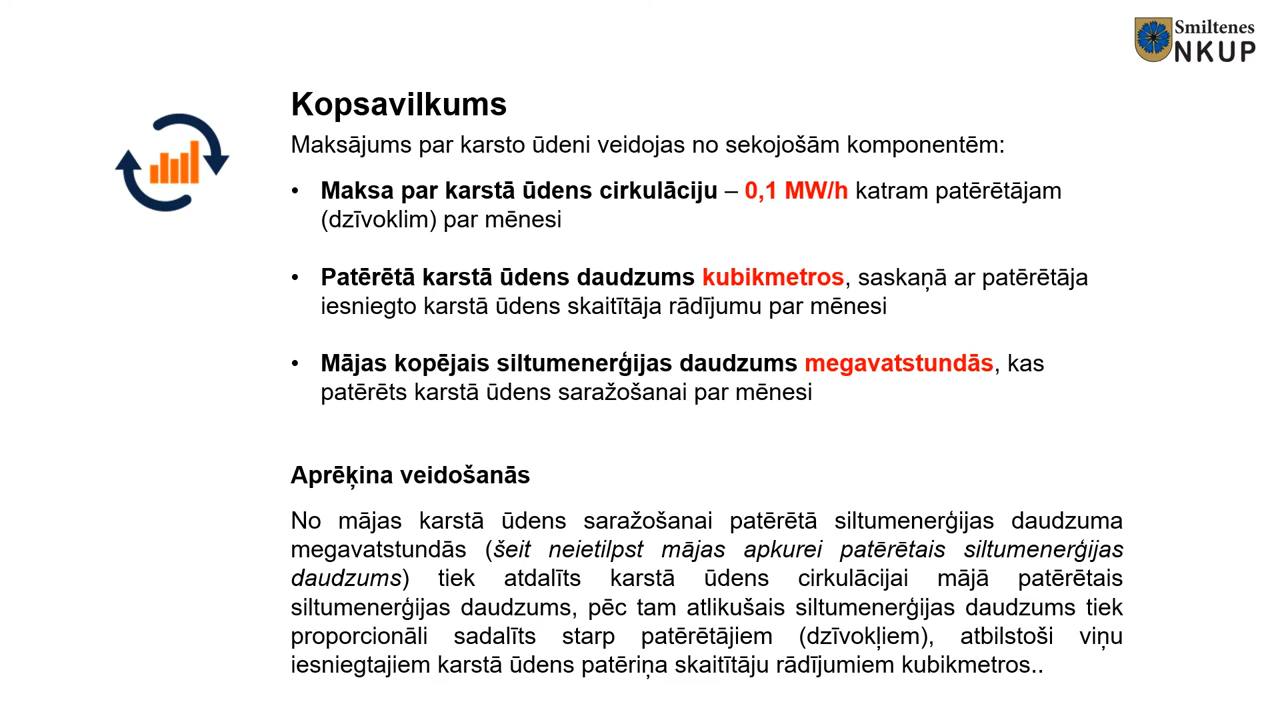 Smiltenes
NKUP
Kopsavilkums
Maksājums par karsto ūdeni veidojas no sekojošām komponentēm:
• Maksa par karstā ūdens cirkulāciju – 0,1 MW/h katram patērētājam
(dzīvoklim) par mēnesi
• Patērētā karstā ūdens daudzums kubikmetros, saskaņā ar patērētāja
iesniegto karstā ūdens skaitītāja rādījumu par mēnesi
• Mājas kopējais siltumenerģijas daudzums megavatstundās, kas
patērēts karstā ūdens saražošanai par mēnesi
Aprēķina veidošanās
No mājas karstā ūdens saražošanai patērētā siltumenerģijas daudzuma
megavatstundās (šeit neietilpst mājas apkurei patērētais siltumenerģijas
daudzums) tiek atdalīts karstā ūdens cirkulācijai mājā patērētais
siltumenerģijas daudzums, pēc tam atlikušais siltumenerģijas daudzums tiek
proporcionāli sadalīts starp patērētājiem (dzīvokļiem), atbilstoši viņu
iesniegtajiem karstā ūdens patēriņa skaitītāju rādījumiem kubikmetros..